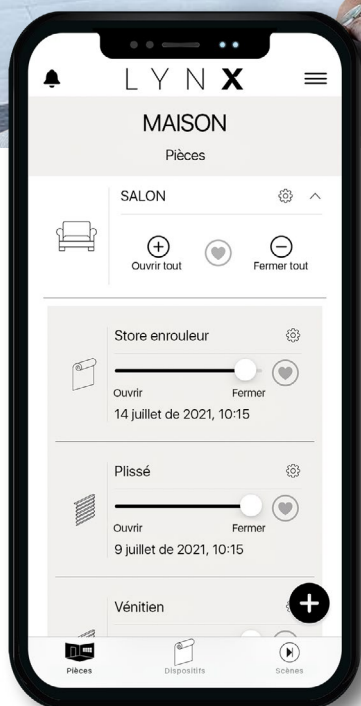 LYNX
MAISON
Pièces
SALON
Ouvrir tout
Fermer tout
Store enrouleur
Ouvrir
Fermer
14 juillet de 2021, 10:15
Plissé
Ouvrir
Fermer
9 juillet de 2021, 10:15
Vénitien
Pièces
Dispositifs
Scènes